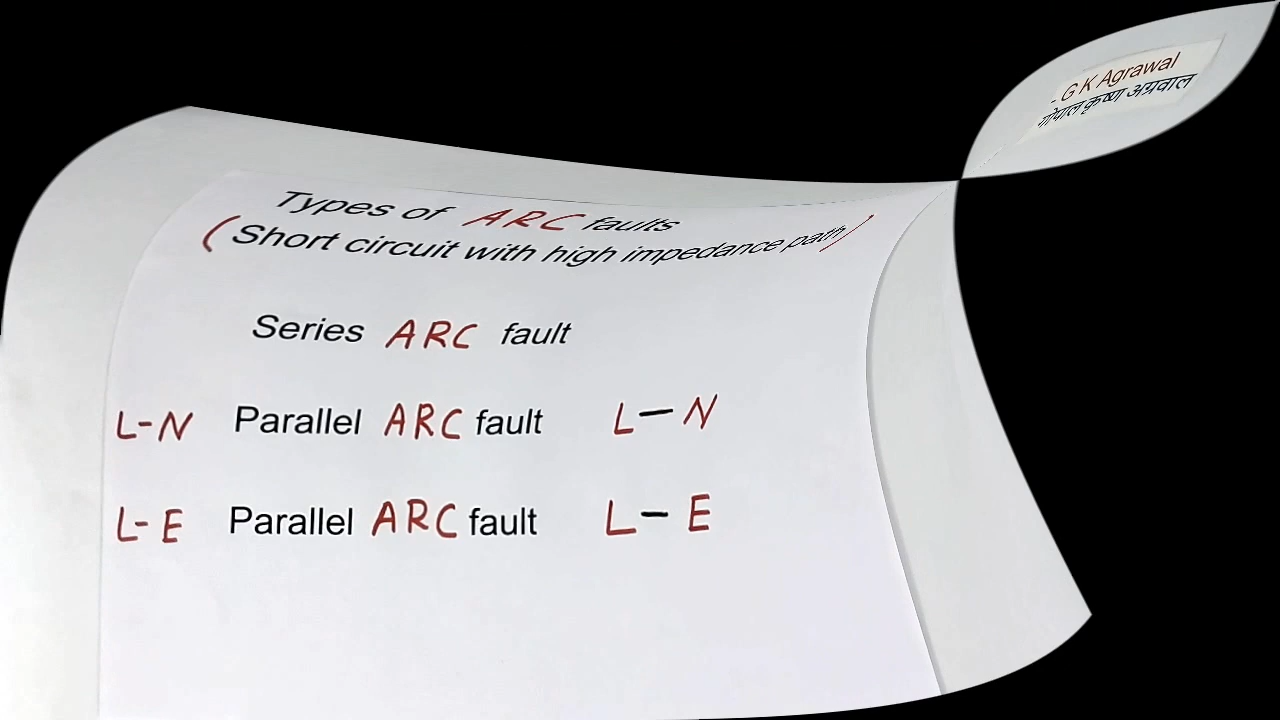 - G K Agrawal
गोपाल कृष्ण अग्रवाल
Types of ARC faults
(Short circuit with high impedance path)
Series ARC fault
L-N Parallel ARC fault L-N
L-E Parallel ARC fault L-E